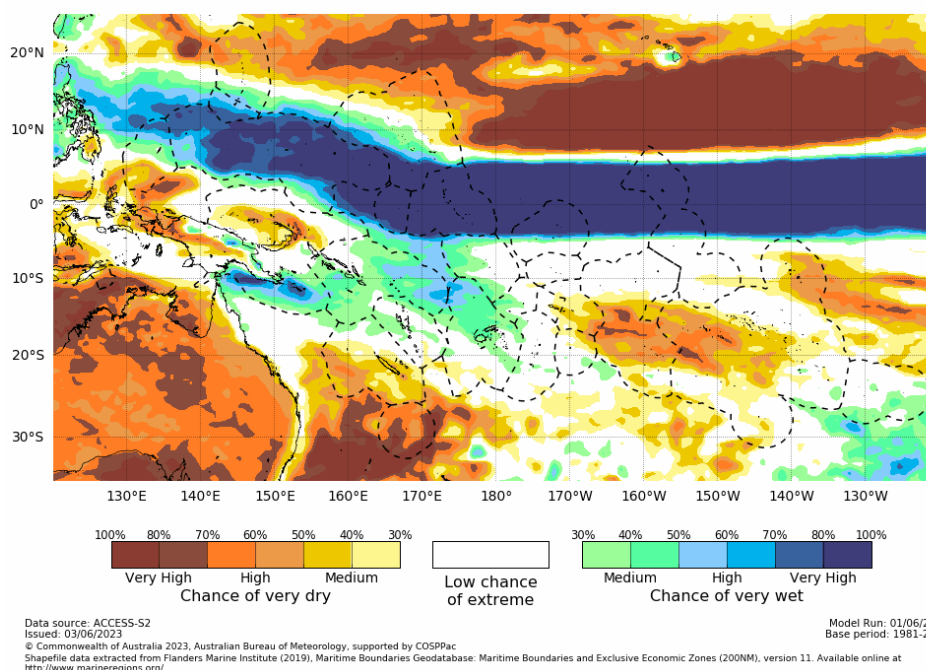 20°N
10°N
0°
10°S
20°S
30°S
130°E 140°E 150°E 160°E 170°E 180° 170°W 160°W 150°W 140°W 130°W
100% 80% 70% 60% 50% 40% 30%
30% 40% 50% 60% 70% 80% 100%
Very High High Medium
Chance of very dry
Low chance
of extreme
Medium High Very High
Chance of very wet
Data source: ACCESS-S2
Model Run: 01/06/2
Issued: 03/06/2023
Base period: 1981-2
© Commonwealth of Australia 2023, Australian Bureau of Meteorology, supported by COSPPac
Shapefile data extracted from Flanders Marine Institute (2019), Maritime Boundaries Geodatabase: Maritime Boundaries and Exclusive Economic Zones (200NM), version 11. Available online at
http://www.marineregions.org/